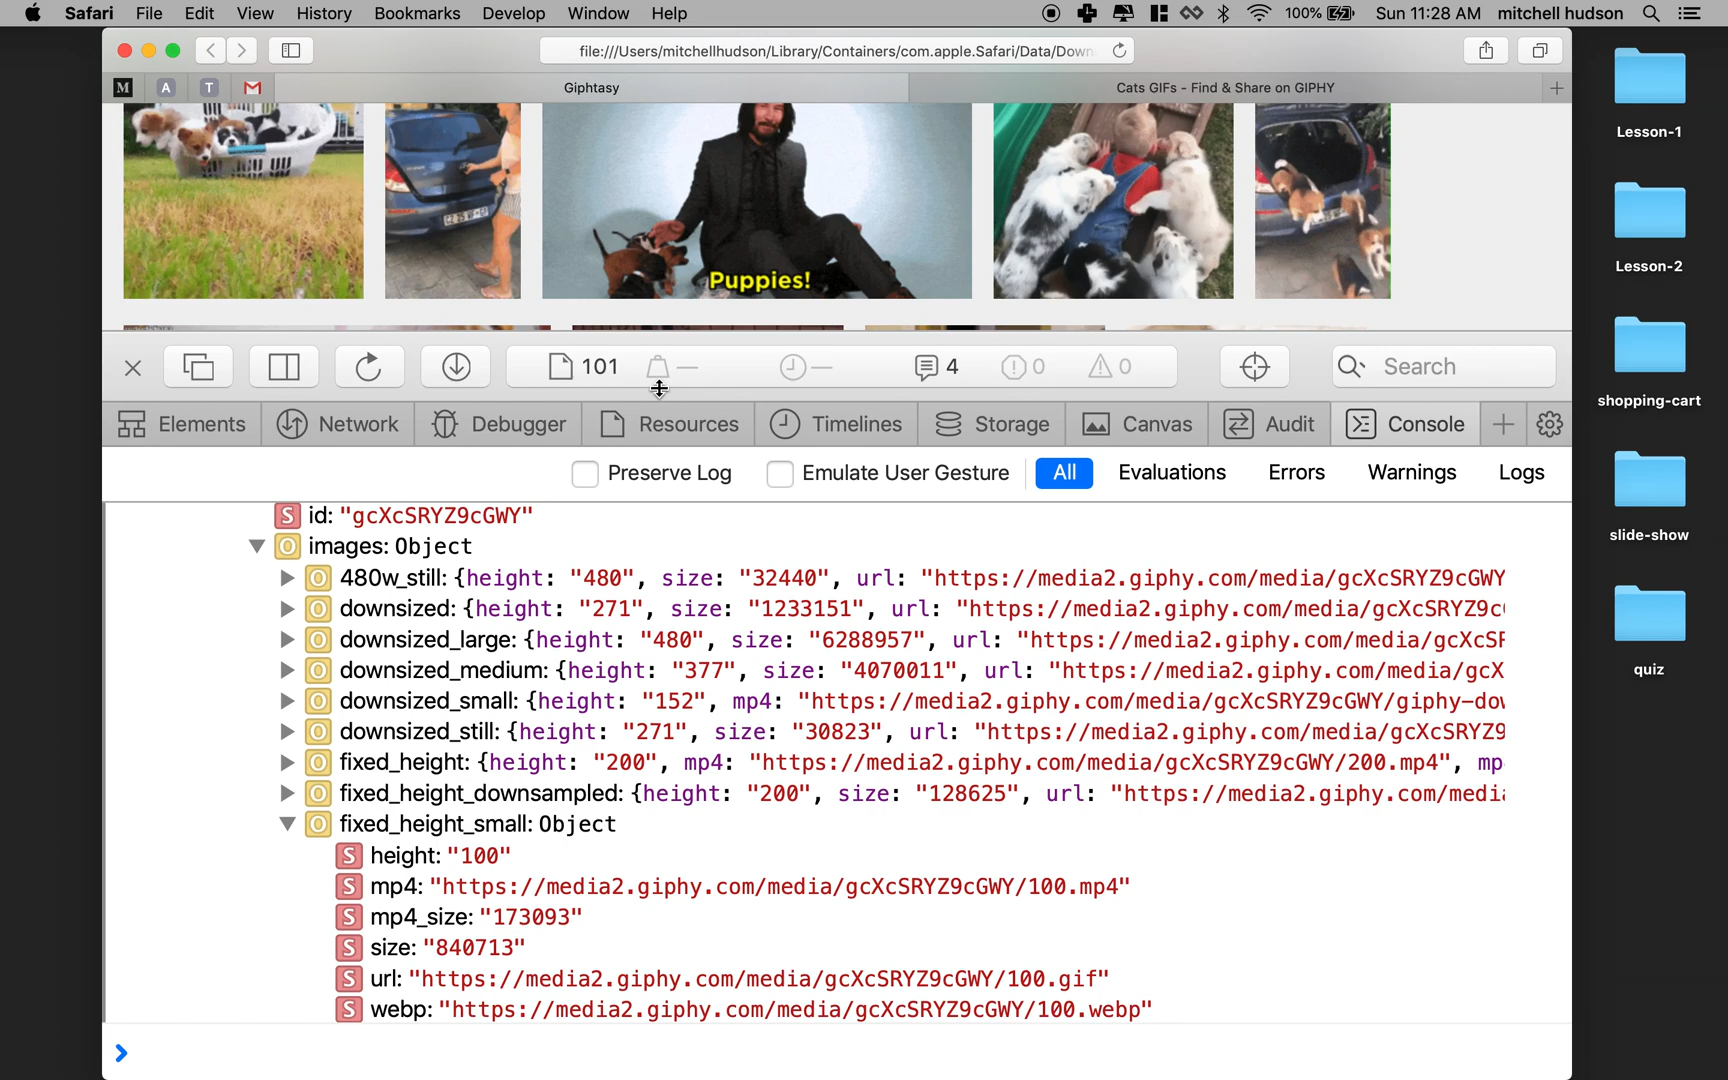 Safari File Edit View History Bookmarks Develop Window Help 100% Sun 11:28 AM mitchell hudson
file:///Users/mitchellhudson/Library/Containers/com.apple.Safari/Data/Down
M A T M Giphtasy Cats GIFs - Find & Share on GIPHY
Puppies!
101 — — 4 0 0 Search
Elements Network Debugger Resources Timelines Storage Canvas Audit Console
Preserve Log Emulate User Gesture All Evaluations Errors Warnings Logs
S id: "gcXcSRYZ9cGWY"
O images: Object
O 480w_still: {height: "480", size: "32440", url: "https://media2.giphy.com/media/gcXcSRYZ9cGWY
O downsized: {height: "271", size: "1233151", url: "https://media2.giphy.com/media/gcXcSRYZ9c
O downsized_large: {height: "480", size: "6288957", url: "https://media2.giphy.com/media/gcXcS
O downsized_medium: {height: "377", size: "4070011", url: "https://media2.giphy.com/media/gcX
O downsized_small: {height: "152", mp4: "https://media2.giphy.com/media/gcXcSRYZ9cGWY/giphy-do
O downsized_still: {height: "271", size: "30823", url: "https://media2.giphy.com/media/gcXcSRYZ9
O fixed_height: {height: "200", mp4: "https://media2.giphy.com/media/gcXcSRYZ9cGWY/200.mp4", mp
O fixed_height_downsampled: {height: "200", size: "128625", url: "https://media2.giphy.com/media
O fixed_height_small: Object
S height: "100"
S mp4: "https://media2.giphy.com/media/gcXcSRYZ9cGWY/100.mp4"
S mp4_size: "173093"
S size: "840713"
S url: "https://media2.giphy.com/media/gcXcSRYZ9cGWY/100.gif"
S webp: "https://media2.giphy.com/media/gcXcSRYZ9cGWY/100.webp"
Lesson-1
Lesson-2
shopping-cart
slide-show
quiz